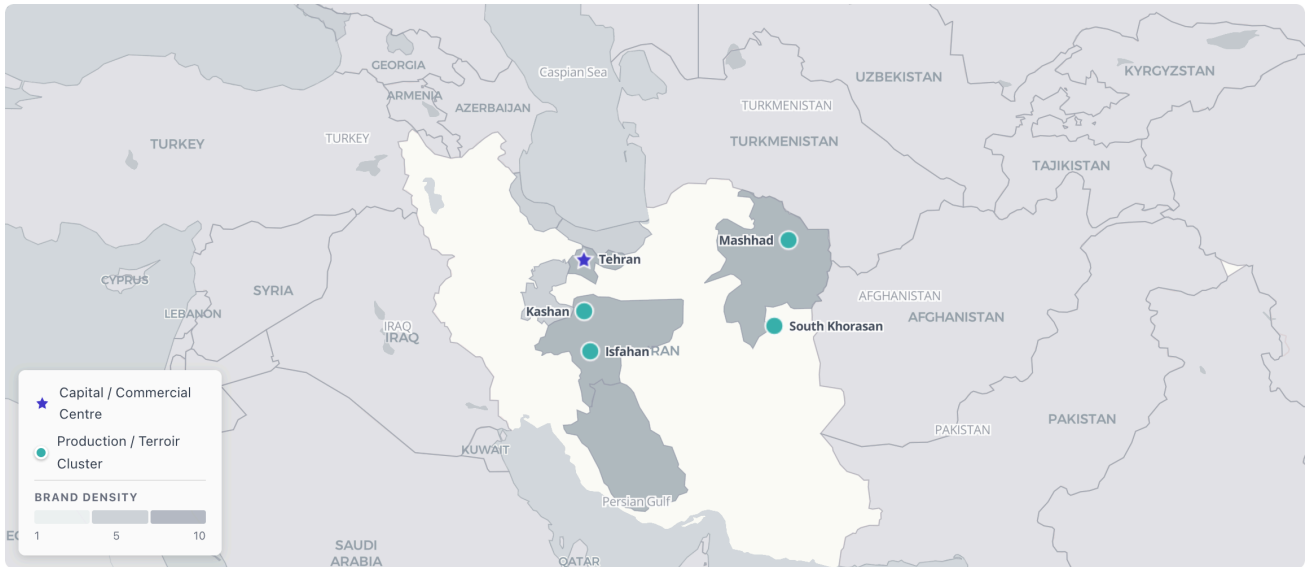 Caspian Sea
GEORGIA
ARMENIA
AZERBAIJAN
UZBEKISTAN
KYRGYZSTAN
TURKMENISTAN
TURKMENISTAN
TURKEY
TURKEY
TAJIKISTAN
Mashhad
Tehran
CYPRUS
SYRIA
LEBANON
IRAQ
IRAQ
Kashan
AFGHANISTAN
AFGHANISTAN
South Khorasan
Isfahan
RAN
PAKISTAN
PAKISTAN
KUWAIT
Persian Gulf
SAUDI
ARABIA
QATAR
Capital / Commercial
Centre
Production / Terroir
Cluster
BRAND DENSITY
1 5 10